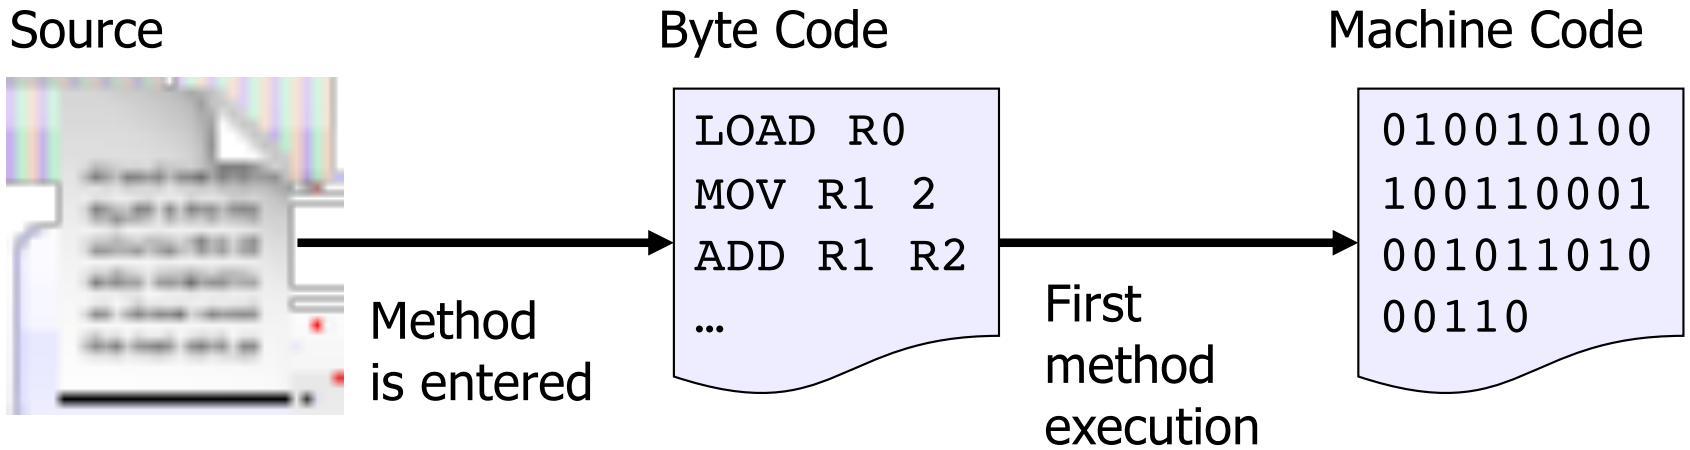 Source
Byte Code
Machine Code
LOAD R0
MOV R1 2
ADD R1 R2
…
010010100
100110001
001011010
00110
Method
is entered
First
method
execution